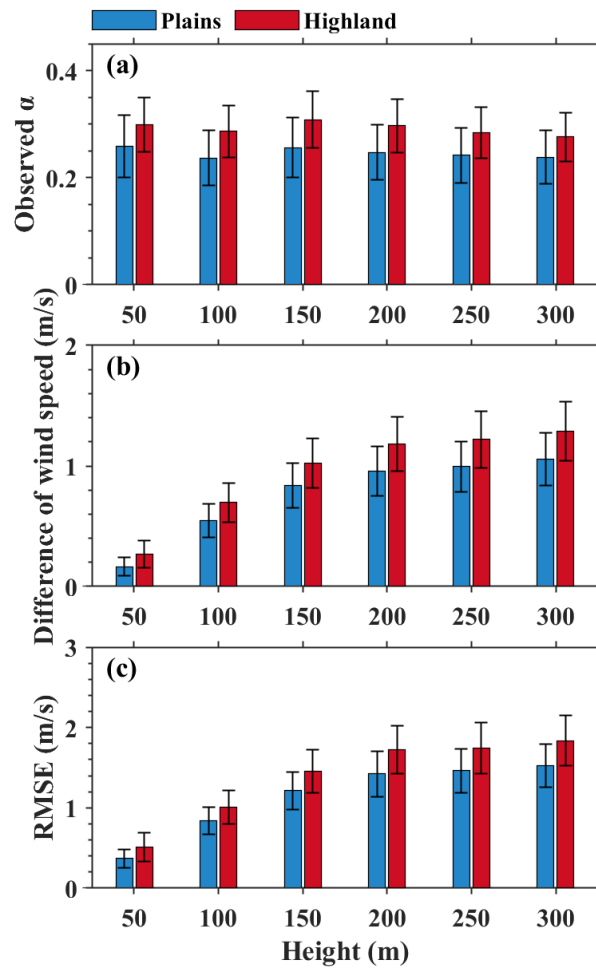 Plains Highland
(a)
Observed α
0.4
0.2
0
50 100 150 200 250 300
(b)
Difference of wind speed (m/s)
2
1
0
50 100 150 200 250 300
(c)
RMSE (m/s)
3
2
1
0
50 100 150 200 250 300
Height (m)